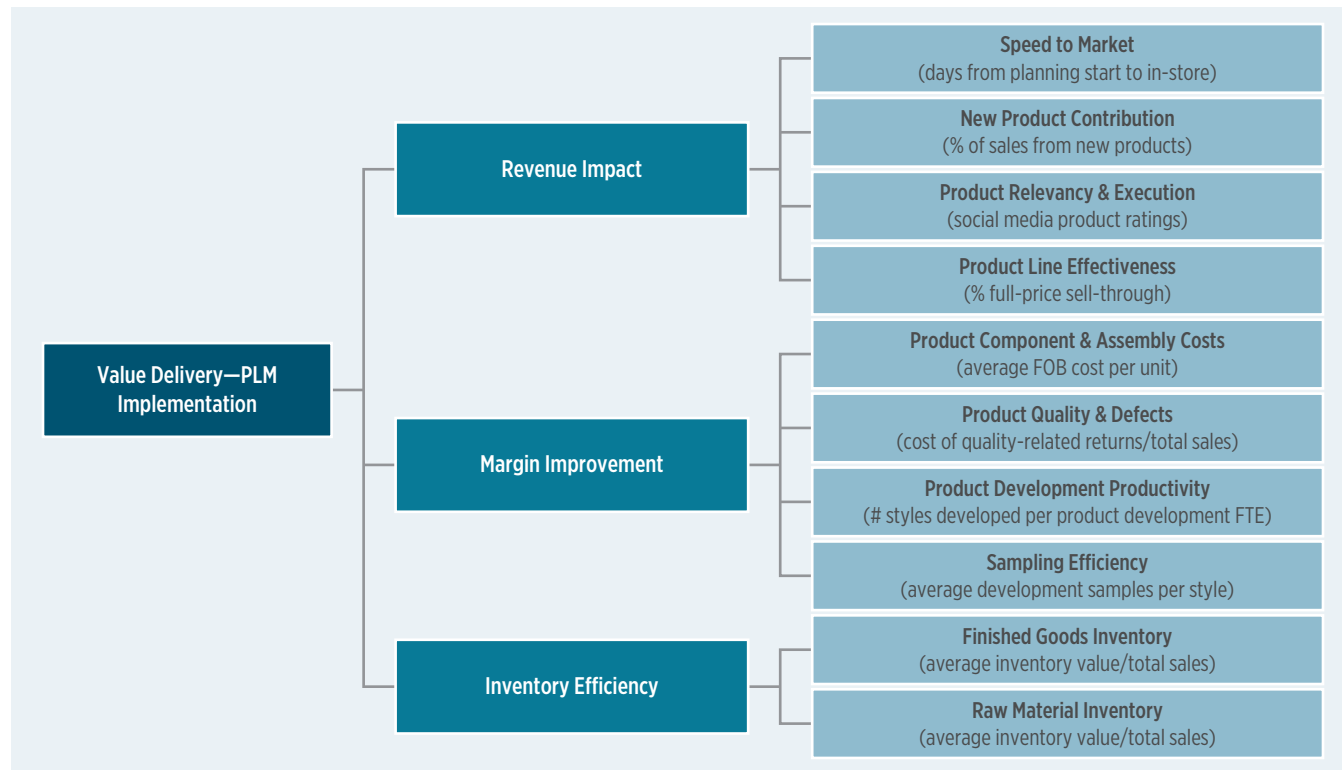 Value Delivery—PLM
Implementation
Revenue Impact
Speed to Market
(days from planning start to in-store)
New Product Contribution
(% of sales from new products)
Product Relevancy & Execution
(social media product ratings)
Product Line Effectiveness
(% full-price sell-through)
Margin Improvement
Product Component & Assembly Costs
(average FOB cost per unit)
Product Quality & Defects
(cost of quality-related returns/total sales)
Product Development Productivity
(# styles developed per product development FTE)
Sampling Efficiency
(average development samples per style)
Inventory Efficiency
Finished Goods Inventory
(average inventory value/total sales)
Raw Material Inventory
(average inventory value/total sales)